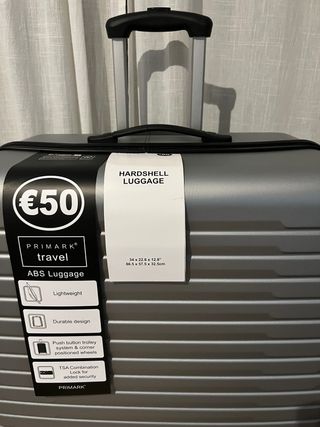 €50
PRIMARK®
travel
ABS Luggage
Lightweight
Durable design
Push button trolley
system & corner
positioned wheels
TSA Combination
Lock for
added security
PRIMARK®
HARDSHELL
LUGGAGE
34 x 22.6 x 12.8"
86.5 x 57.5 x 32.5cm